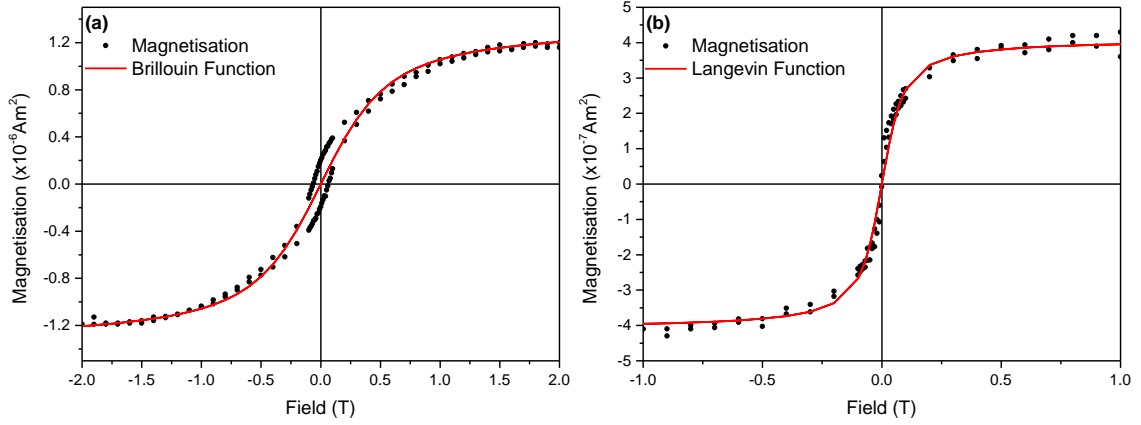 (a)
Magnetisation
Brillouin Function
Magnetisation (x10⁻⁶Am²)
1.2
0.8
0.4
0.0
-0.4
-0.8
-1.2
-2.0 -1.5 -1.0 -0.5 0.0 0.5 1.0 1.5 2.0
Field (T)
(b)
Magnetisation
Langevin Function
Magnetisation (x10⁻⁷Am²)
5
4
3
2
1
0
-1
-2
-3
-4
-5
-1.0 -0.5 0.0 0.5 1.0
Field (T)